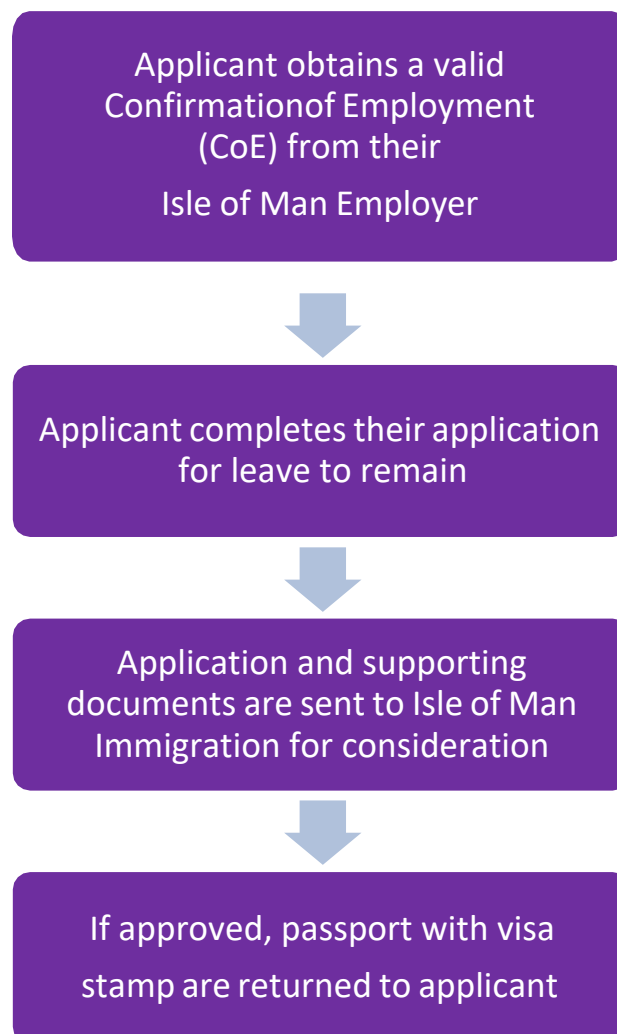 Applicant obtains a valid
Confirmationof Employment
(CoE) from their
Isle of Man Employer
Applicant completes their application
for leave to remain
Application and supporting
documents are sent to Isle of Man
Immigration for consideration
If approved, passport with visa
stamp are returned to applicant